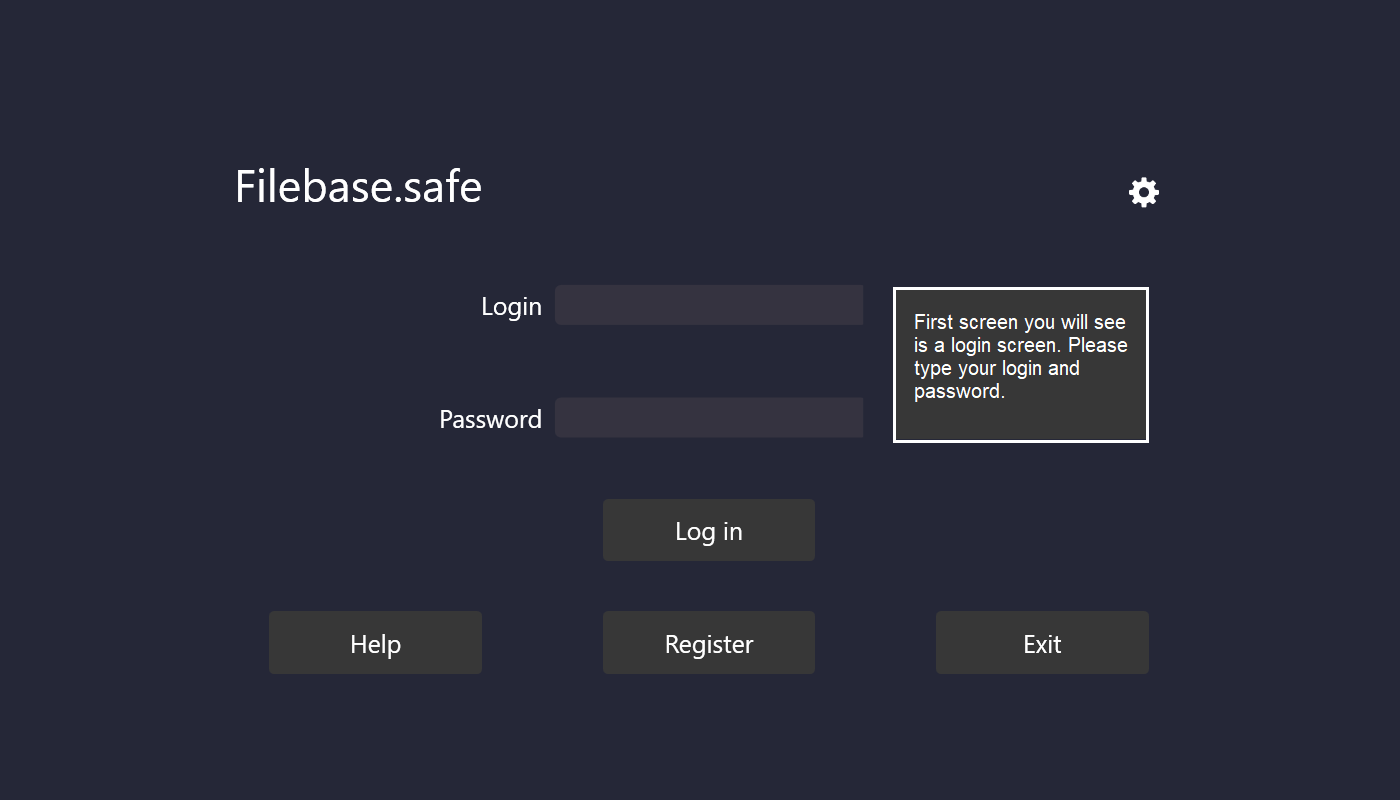 Filebase.safe
Login
First screen you will see
is a login screen. Please
type your login and
password.
Password
Log in
Help
Register
Exit